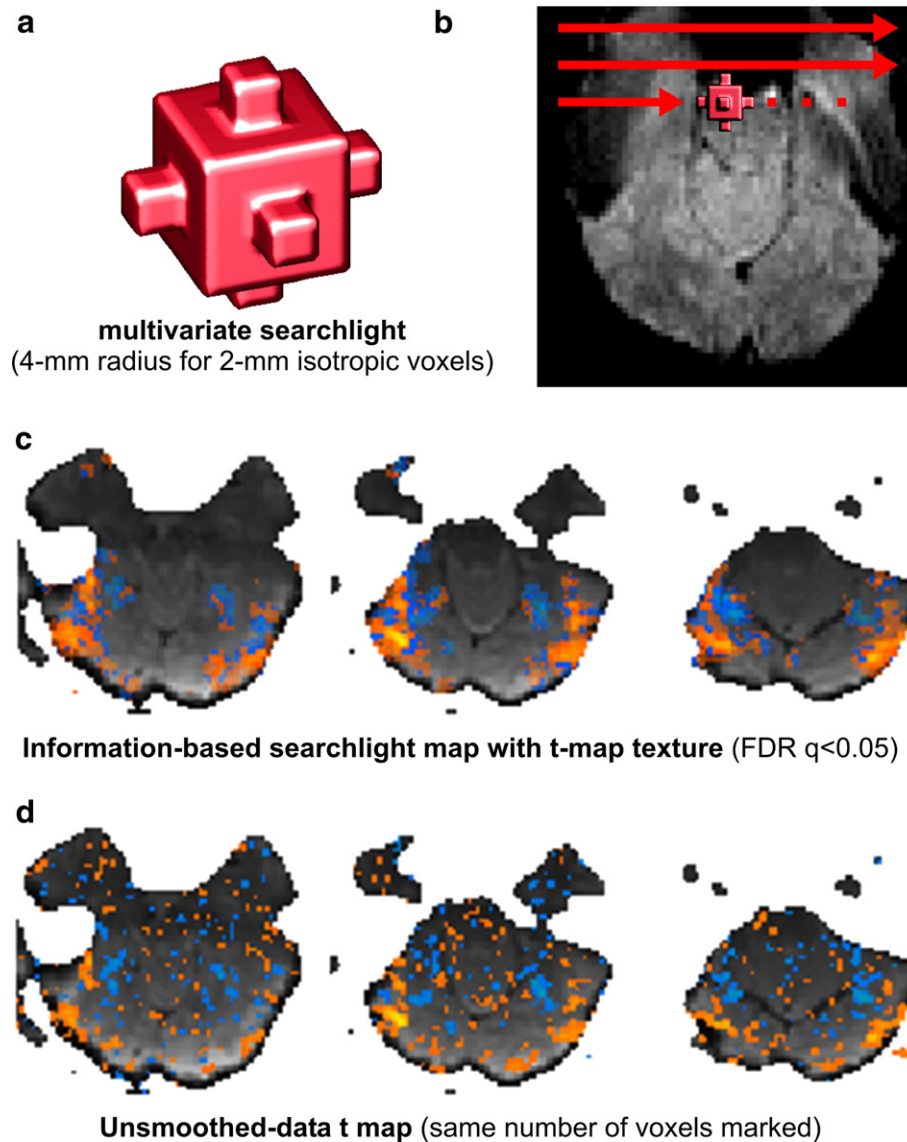 a
b
multivariate searchlight
(4-mm radius for 2-mm isotropic voxels)
c
Information-based searchlight map with t-map texture (FDR q<0.05)
d
Unsmoothed-data t map (same number of voxels marked)